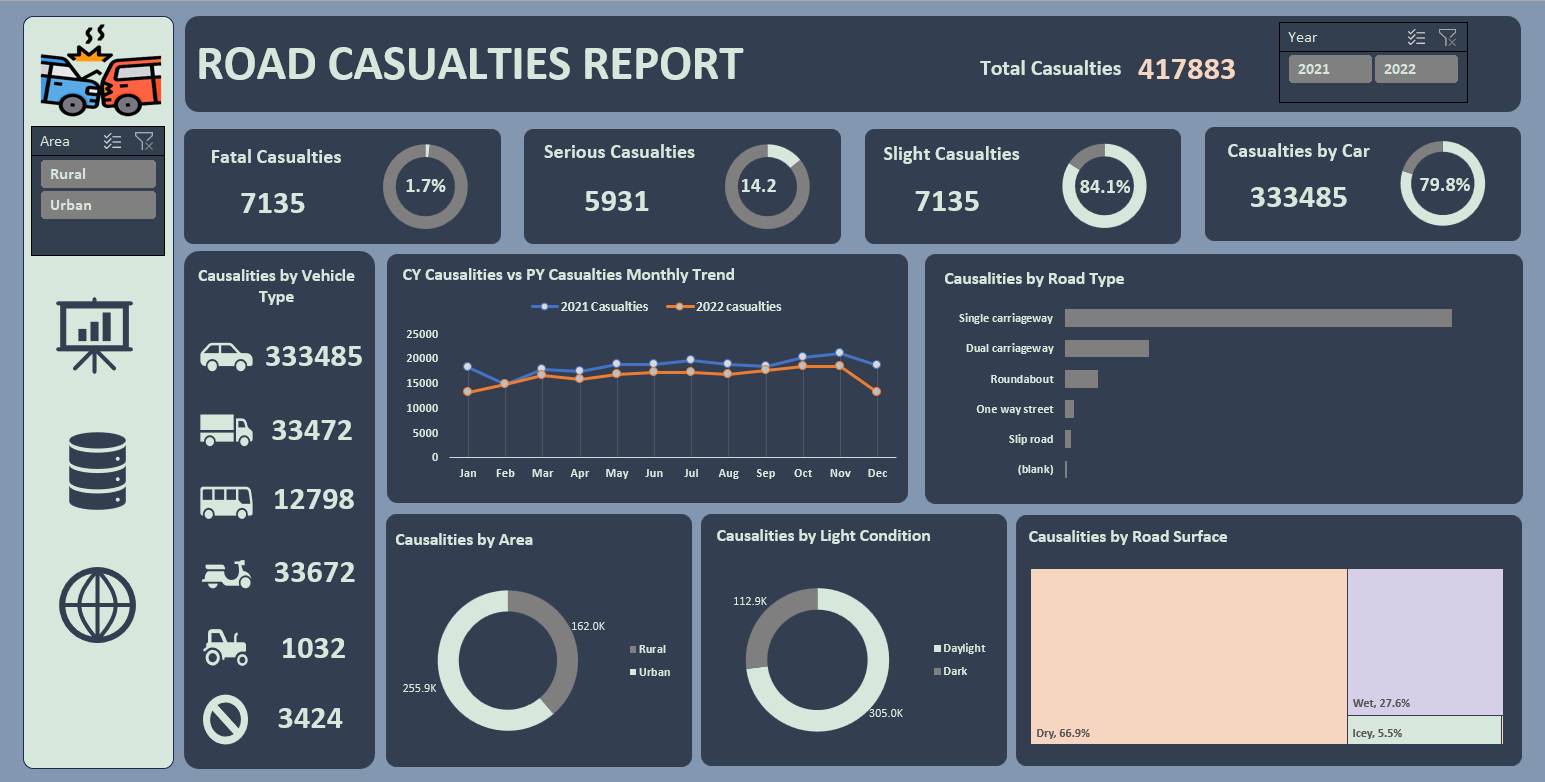 ROAD CASUALTIES REPORT
Total Casualties 417883
Year
2021 2022
Area
Rural
Urban
Fatal Casualties
7135
1.7%
Serious Casualties
5931
14.2
Slight Casualties
7135
84.1%
Casualties by Car
333485
79.8%
Causalities by Vehicle
Type
333485
33472
12798
33672
1032
3424
CY Causalities vs PY Casualties Monthly Trend
2021 Casualties 2022 casualties
25000
20000
15000
10000
5000
0
Jan Feb Mar Apr May Jun Jul Aug Sep Oct Nov Dec
Causalities by Road Type
Single carriageway
Dual carriageway
Roundabout
One way street
Slip road
(blank)
Causalities by Area
162.0K
255.9K
Rural
Urban
Causalities by Light Condition
112.9K
305.0K
Daylight
Dark
Causalities by Road Surface
Dry, 66.9%
Wet, 27.6%
Icey, 5.5%